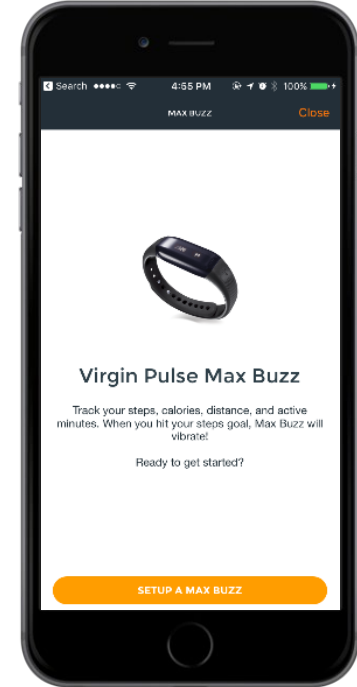 Search 4:55 PM 100%
MAX BUZZ Close
Virgin Pulse Max Buzz
Track your steps, calories, distance, and active
minutes. When you hit your steps goal, Max Buzz will
vibrate!
Ready to get started?
SETUP A MAX BUZZ